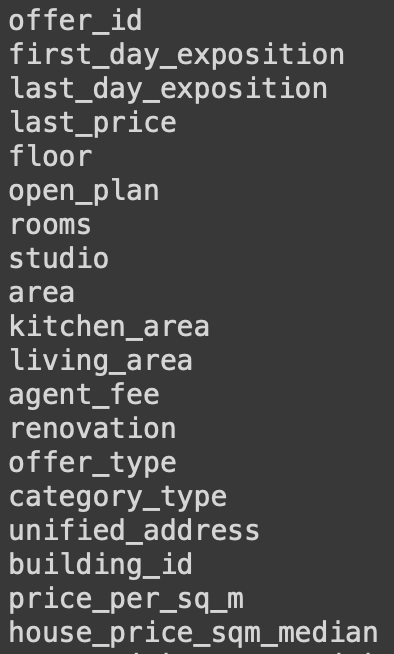 offer_id
first_day_exposition
last_day_exposition
last_price
floor
open_plan
rooms
studio
area
kitchen_area
living_area
agent_fee
renovation
offer_type
category_type
unified_address
building_id
price_per_sq_m
house_price_sqm_median